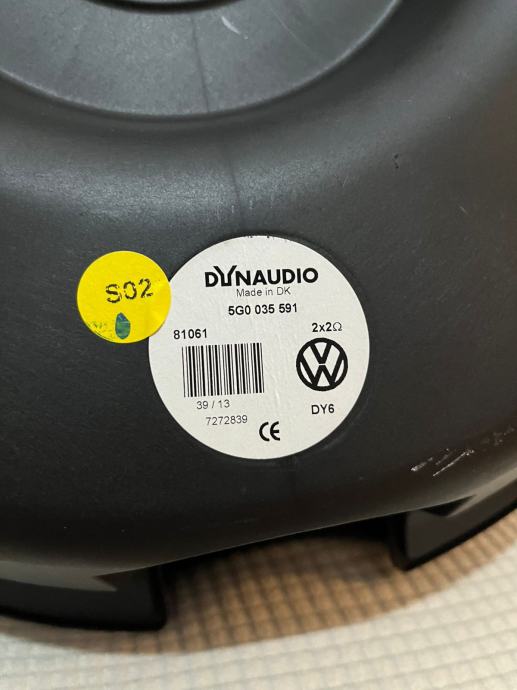 S02
DYNAUDIO
Made in DK
5G0 035 591
81061
2x2Ω
39 / 13
7272839
DY6
CE